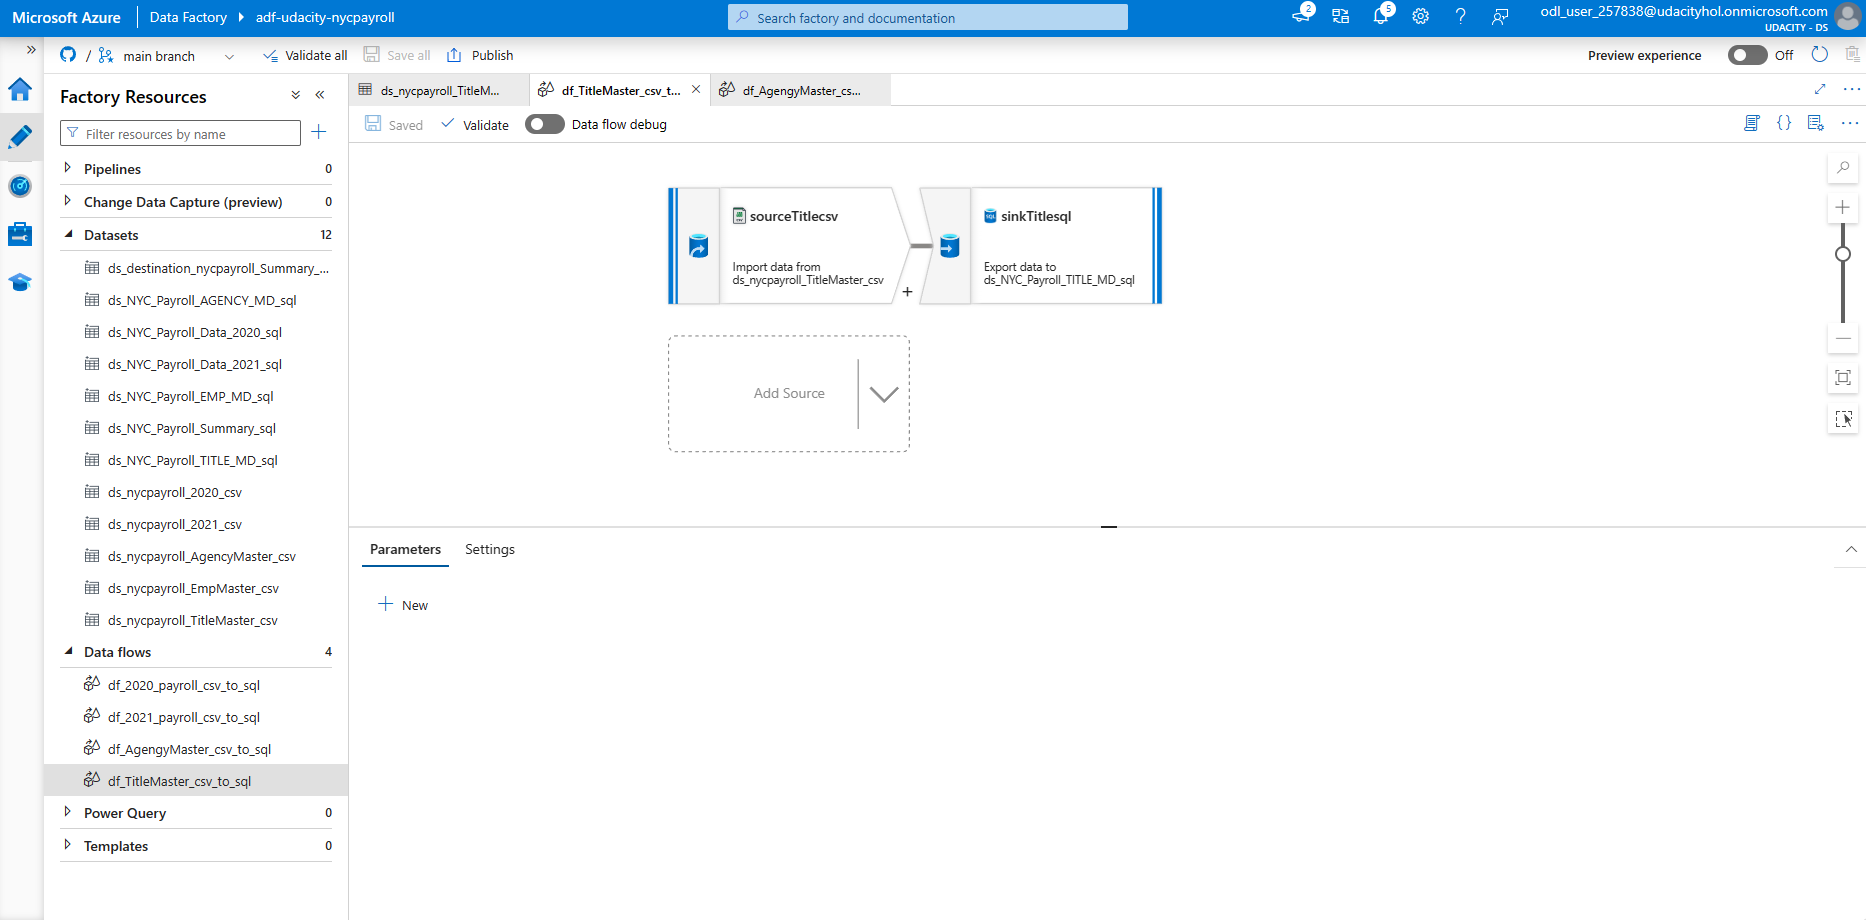 Microsoft Azure
Data Factory
adf-udacity-nycpayroll
Search factory and documentation
2
5
odl_user_257838@udacityhol.onmicrosoft.com
UDACITY - DS
/
main branch
Validate all
Save all
Publish
Preview experience
Off
Factory Resources
ds_nycpayroll_TitleM...
df_TitleMaster_csv_t...
df_AgengyMaster_cs...
Filter resources by name
Saved
Validate
Data flow debug
Pipelines
0
Change Data Capture (preview)
0
Datasets
12
ds_destination_nycpayroll_Summary_...
ds_NYC_Payroll_AGENCY_MD_sql
ds_NYC_Payroll_Data_2020_sql
ds_NYC_Payroll_Data_2021_sql
ds_NYC_Payroll_EMP_MD_sql
ds_NYC_Payroll_Summary_sql
ds_NYC_Payroll_TITLE_MD_sql
ds_nycpayroll_2020_csv
ds_nycpayroll_2021_csv
ds_nycpayroll_AgencyMaster_csv
ds_nycpayroll_EmpMaster_csv
ds_nycpayroll_TitleMaster_csv
Data flows
4
df_2020_payroll_csv_to_sql
df_2021_payroll_csv_to_sql
df_AgengyMaster_csv_to_sql
df_TitleMaster_csv_to_sql
Power Query
0
Templates
0
sourceTitlecsv
Import data from
ds_nycpayroll_TitleMaster_csv
sinkTitlesql
Export data to
ds_NYC_Payroll_TITLE_MD_sql
Add Source
Parameters
Settings
New